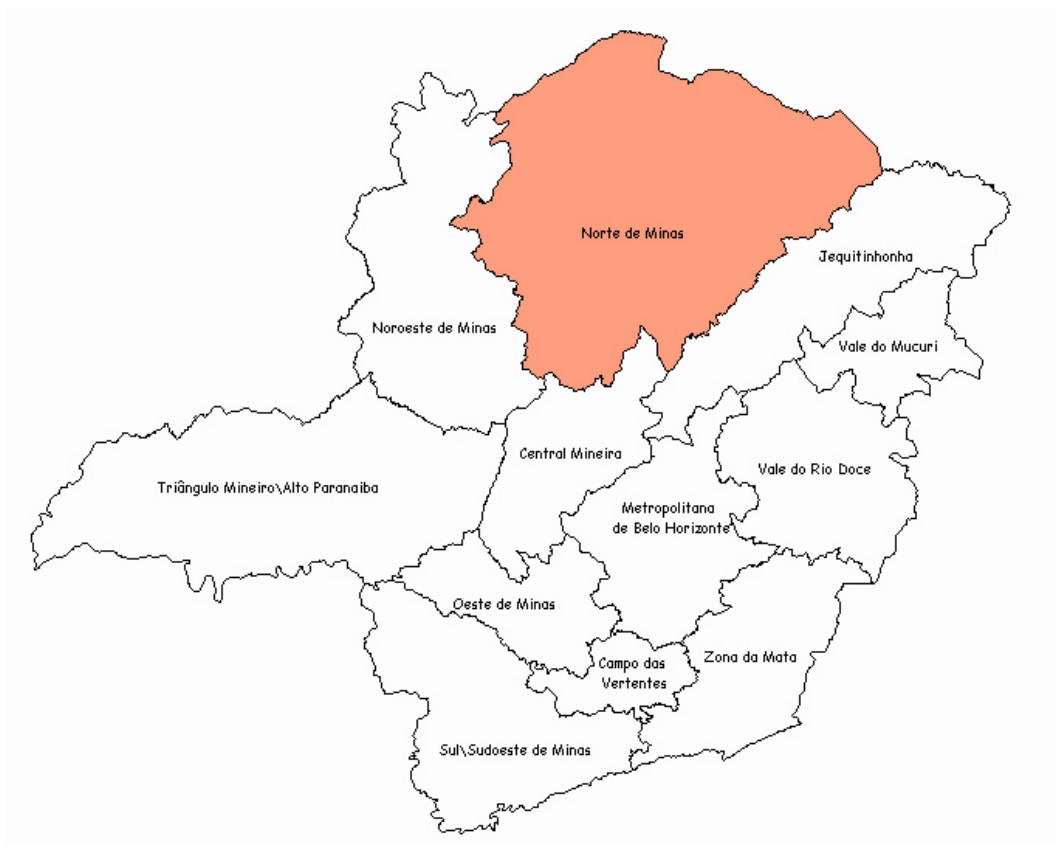 Norte de Minas
Jequitinhonha
Noroeste de Minas
Vale do Mucuri
Central Mineira
Vale do Rio Doce
Triângulo Mineiro\Alto Paranaiba
Metropolitana
de Belo Horizonte
Oeste de Minas
Zona da Mata
Campo das
Vertentes
Sul\Sudoeste de Minas